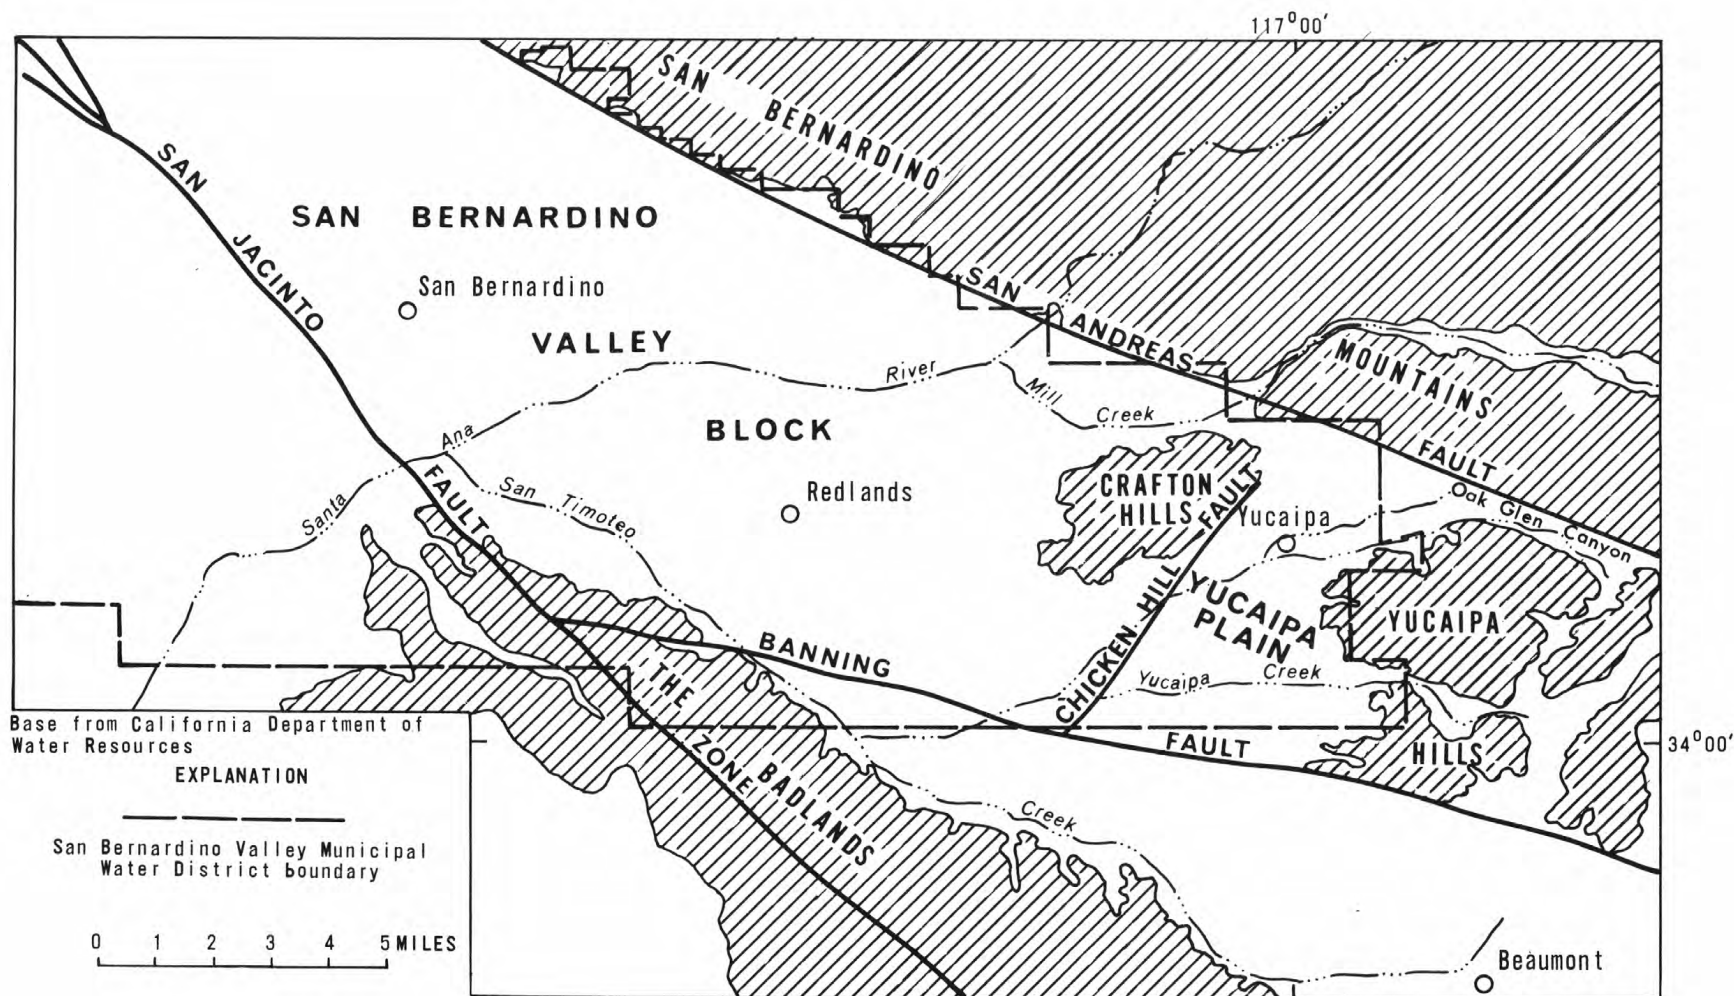 117°00'
SAN BERNARDINO
MOUNTAINS
SAN JACINTO FAULT ZONE
SAN BERNARDINO
VALLEY
BLOCK
San Bernardino
SAN ANDREAS FAULT
Santa Ana River
Mill Creek
San Timoteo Creek
Redlands
CRAFTON
HILLS
Yucaipa
Oak Glen Canyon
CHICKEN HILL FAULT
YUCAIPA
PLAIN
YUCAIPA
HILLS
Yucaipa Creek
BANNING FAULT
THE BADLANDS
34°00'
Beaumont
Base from California Department of
Water Resources
EXPLANATION
San Bernardino Valley Municipal
Water District boundary
0 1 2 3 4 5 MILES